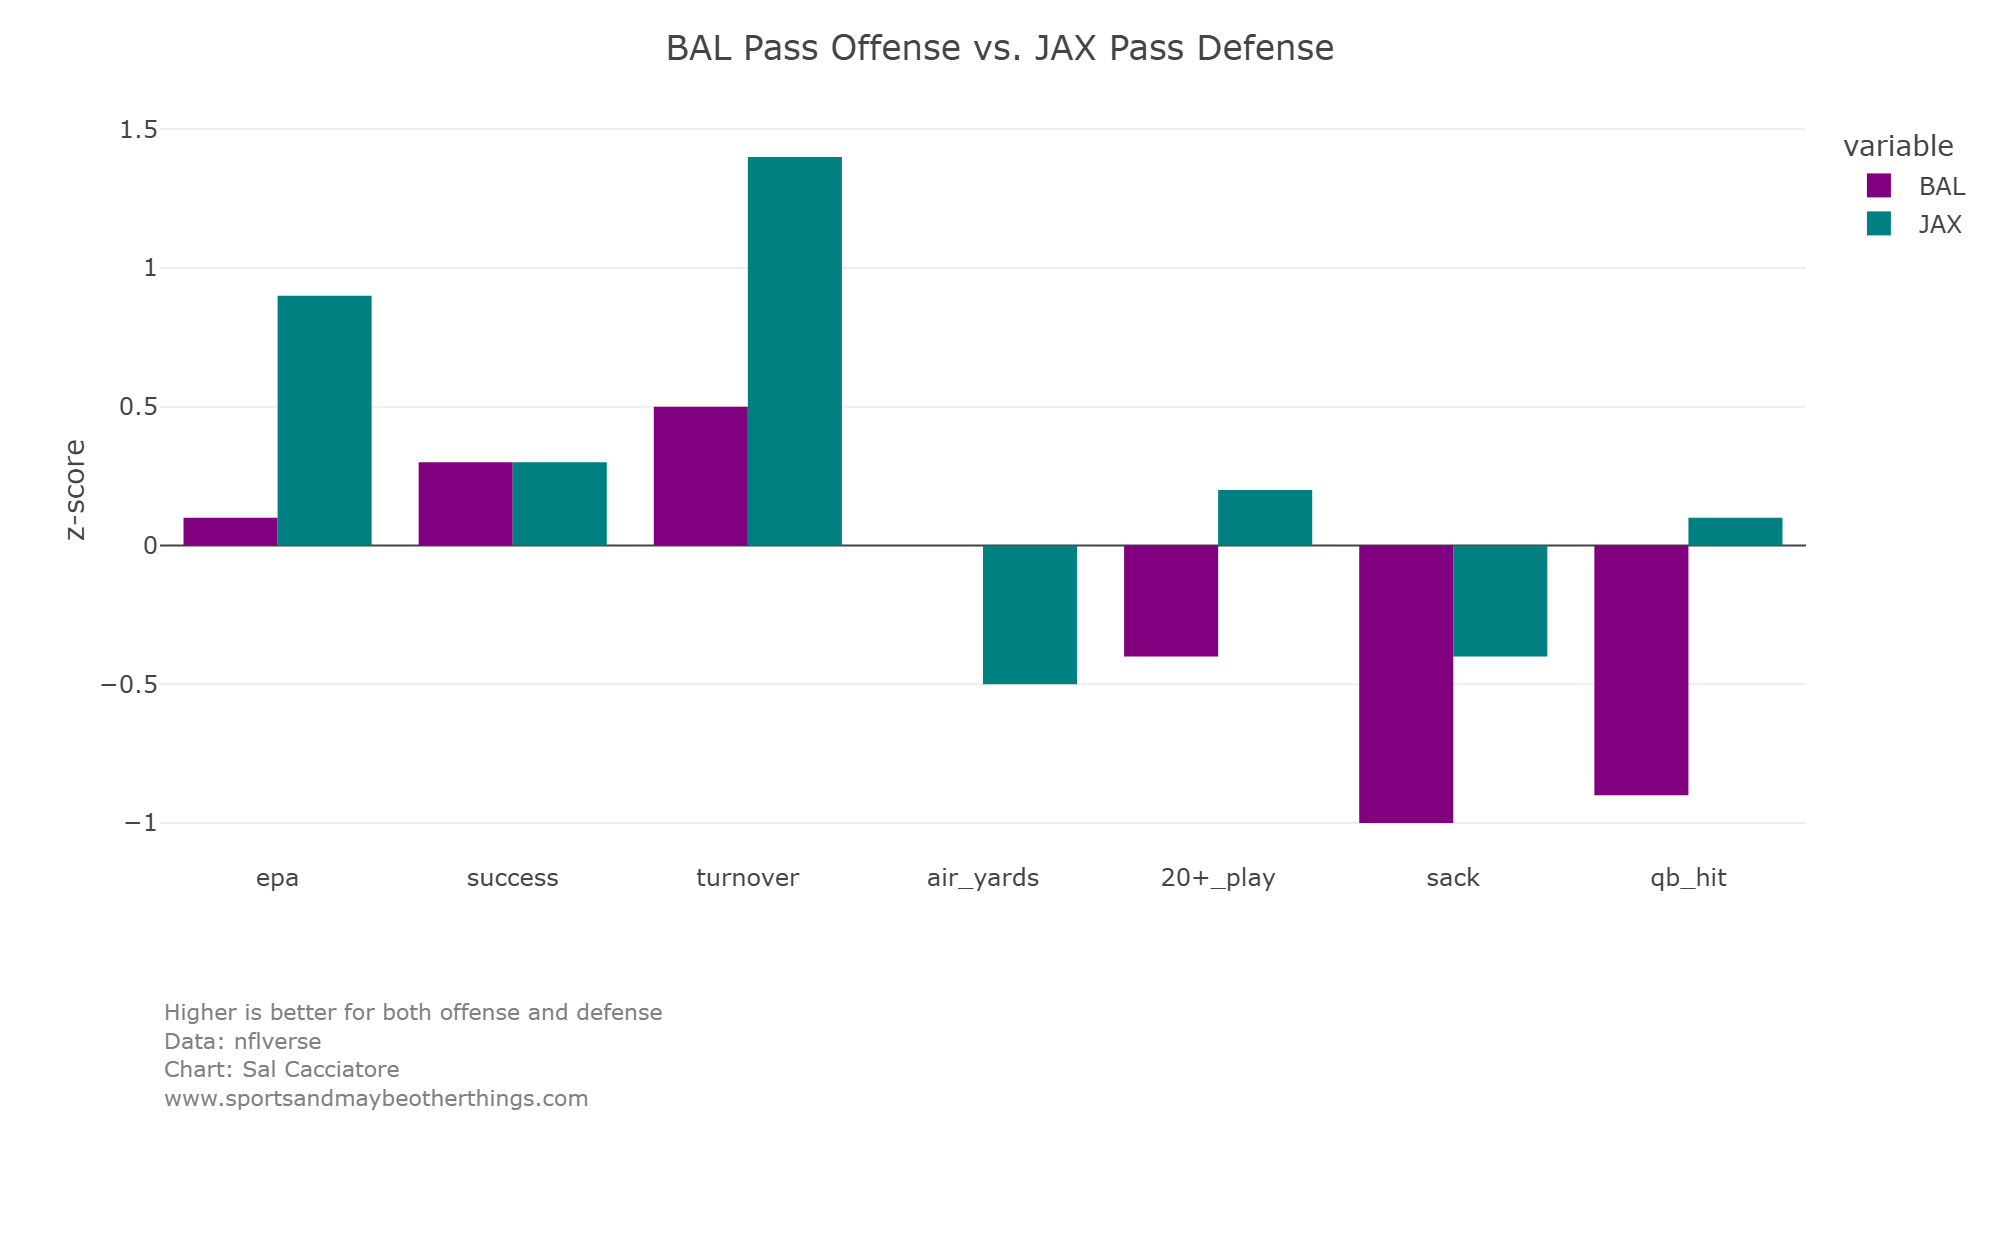 BAL Pass Offense vs. JAX Pass Defense
variable
BAL
JAX
z-score
1.5
1
0.5
0
−0.5
−1
epa
success
turnover
air_yards
20+_play
sack
qb_hit
Higher is better for both offense and defense
Data: nflverse
Chart: Sal Cacciatore
www.sportsandmaybeotherthings.com